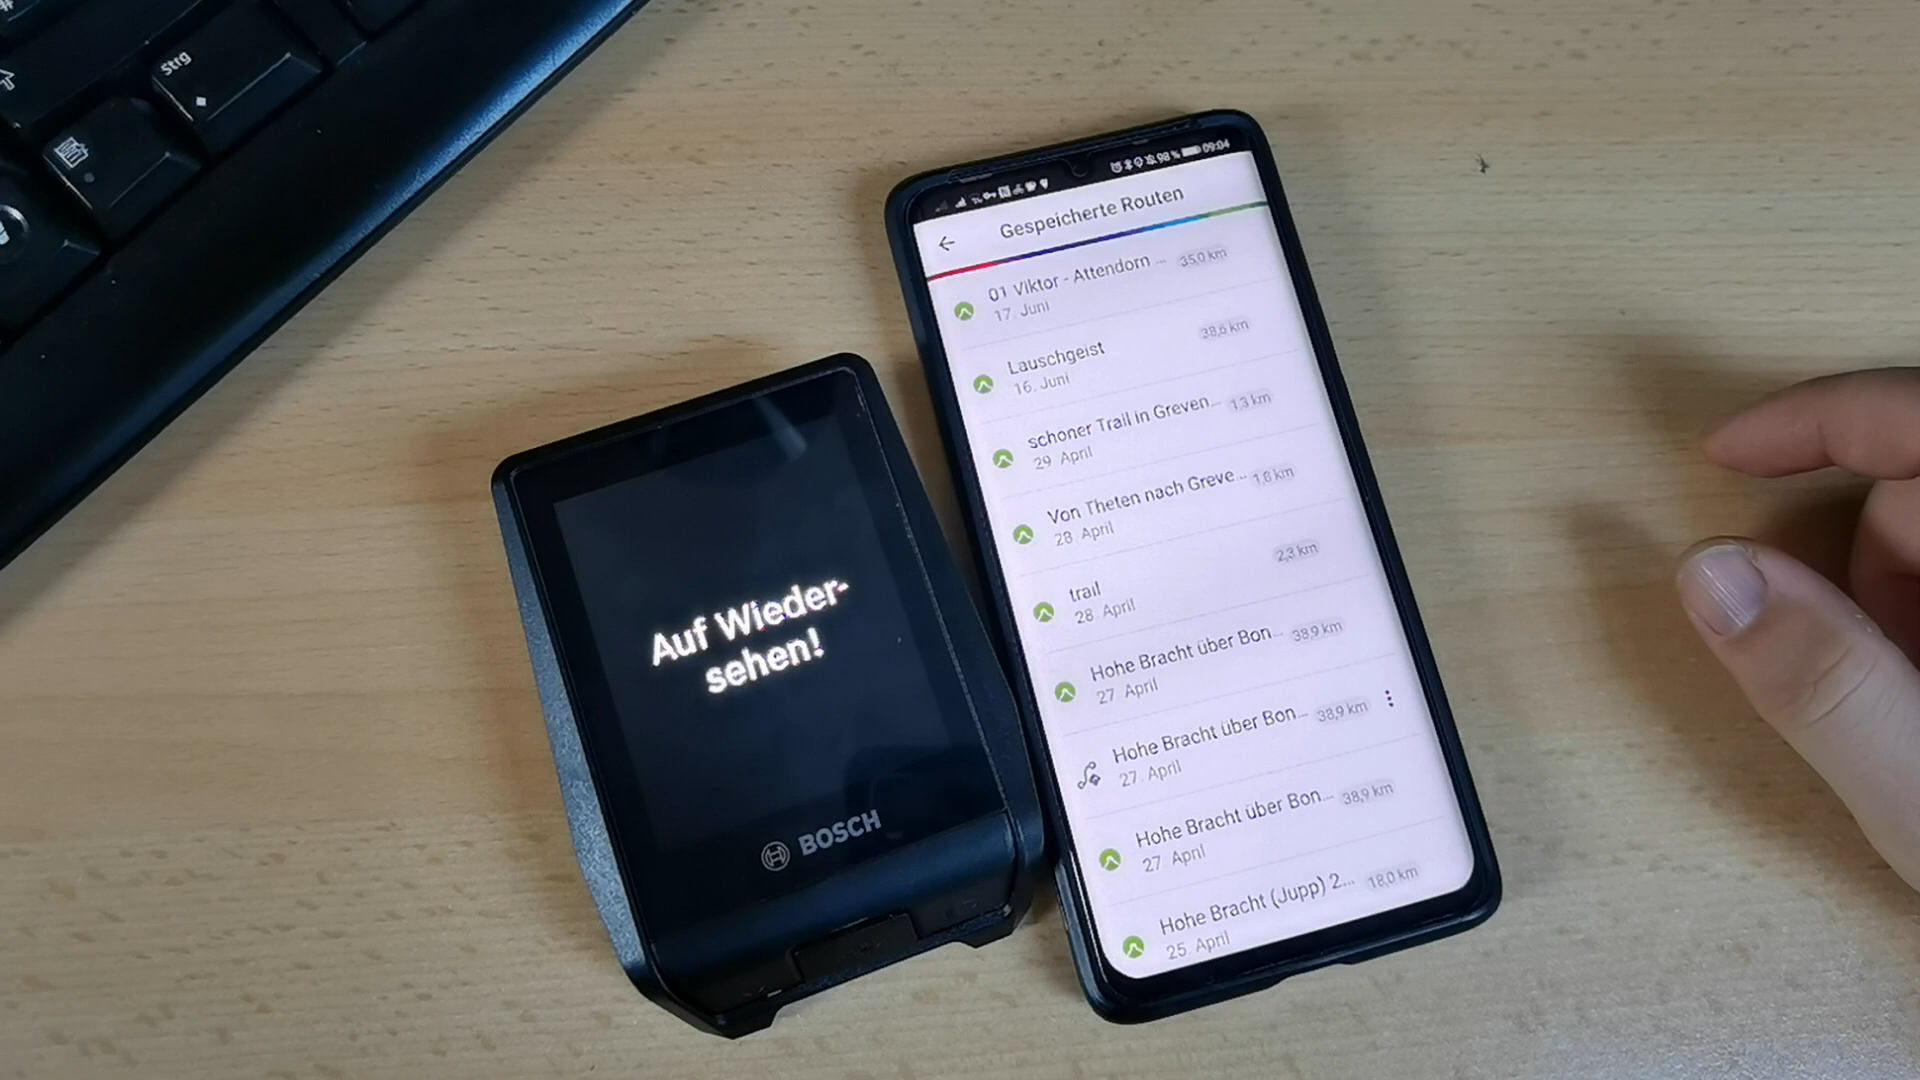 Strg
Auf Wieder-
sehen!
BOSCH
98 % 09:04
Gespeicherte Routen
01 Viktor - Attendorn ... 35,0 km
17. Juni
Lauschgeist 38,6 km
16. Juni
schöner Trail in Greven... 1,3 km
29. April
Von Theten nach Greve... 1,8 km
28. April
trail 2,3 km
28. April
Hohe Bracht über Bon... 38,9 km
27. April
Hohe Bracht über Bon... 38,9 km
27. April
Hohe Bracht über Bon... 38,9 km
27. April
Hohe Bracht (Jupp) 2... 18,0 km
25. April